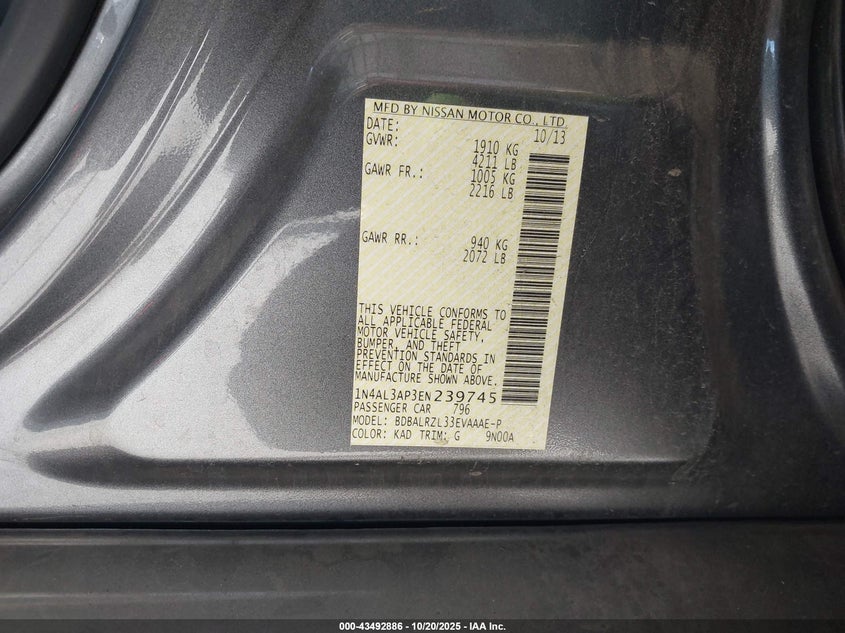 MFD BY NISSAN MOTOR CO., LTD
DATE: 10/13
GVWR: 1910 KG
4211 LB
GAWR FR.: 1005 KG
2216 LB
GAWR RR.: 940 KG
2072 LB
THIS VEHICLE CONFORMS TO
ALL APPLICABLE FEDERAL
MOTOR VEHICLE SAFETY,
BUMPER, AND THEFT
PREVENTION STANDARDS IN
EFFECT ON THE DATE OF
MANUFACTURE SHOWN ABOVE.
1N4AL3AP3EN239745
PASSENGER CAR 796
MODEL: BDBALRZL33EVAAAE-P
COLOR: KAD TRIM: G 9N00A
000-43492886 - 10/20/2025 - IAA Inc.